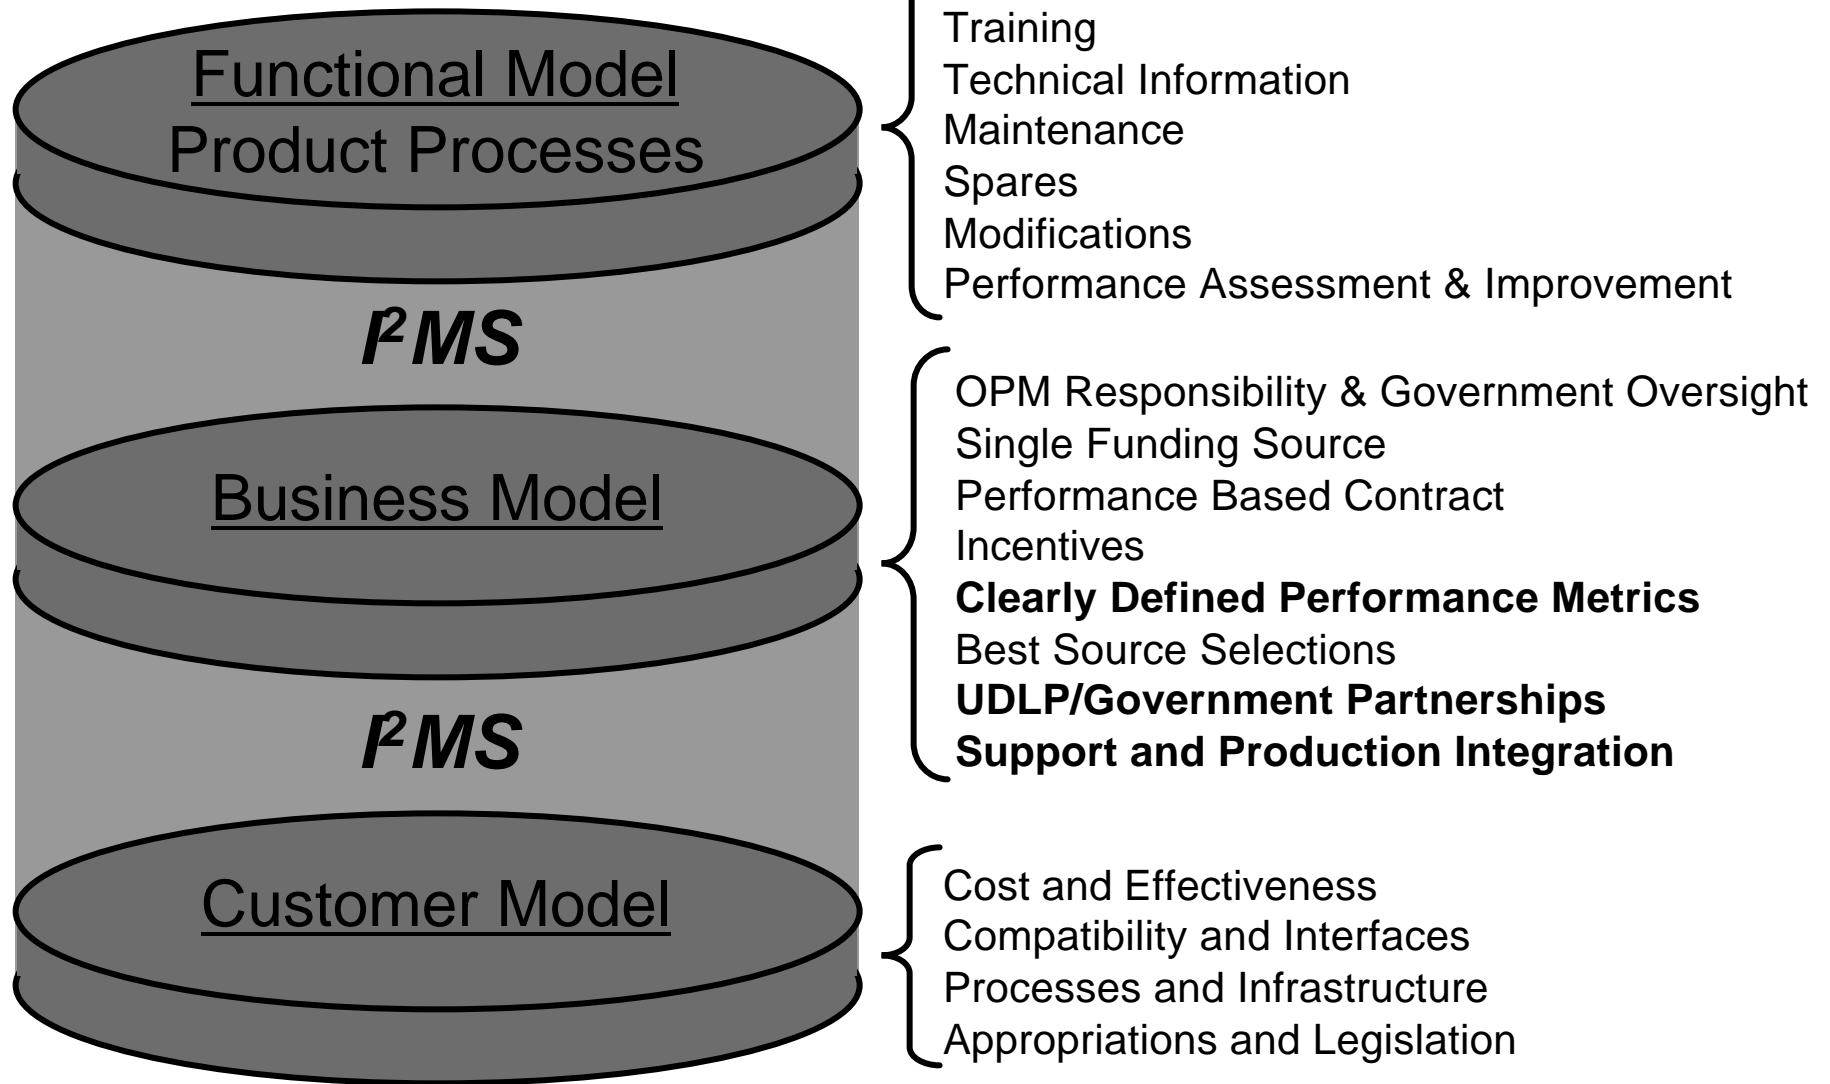 Functional Model
Product Processes
Training
Technical Information
Maintenance
Spares
Modifications
Performance Assessment & Improvement
I²MS
Business Model
OPM Responsibility & Government Oversight
Single Funding Source
Performance Based Contract
Incentives
Clearly Defined Performance Metrics
Best Source Selections
UDLP/Government Partnerships
Support and Production Integration
I²MS
Customer Model
Cost and Effectiveness
Compatibility and Interfaces
Processes and Infrastructure
Appropriations and Legislation